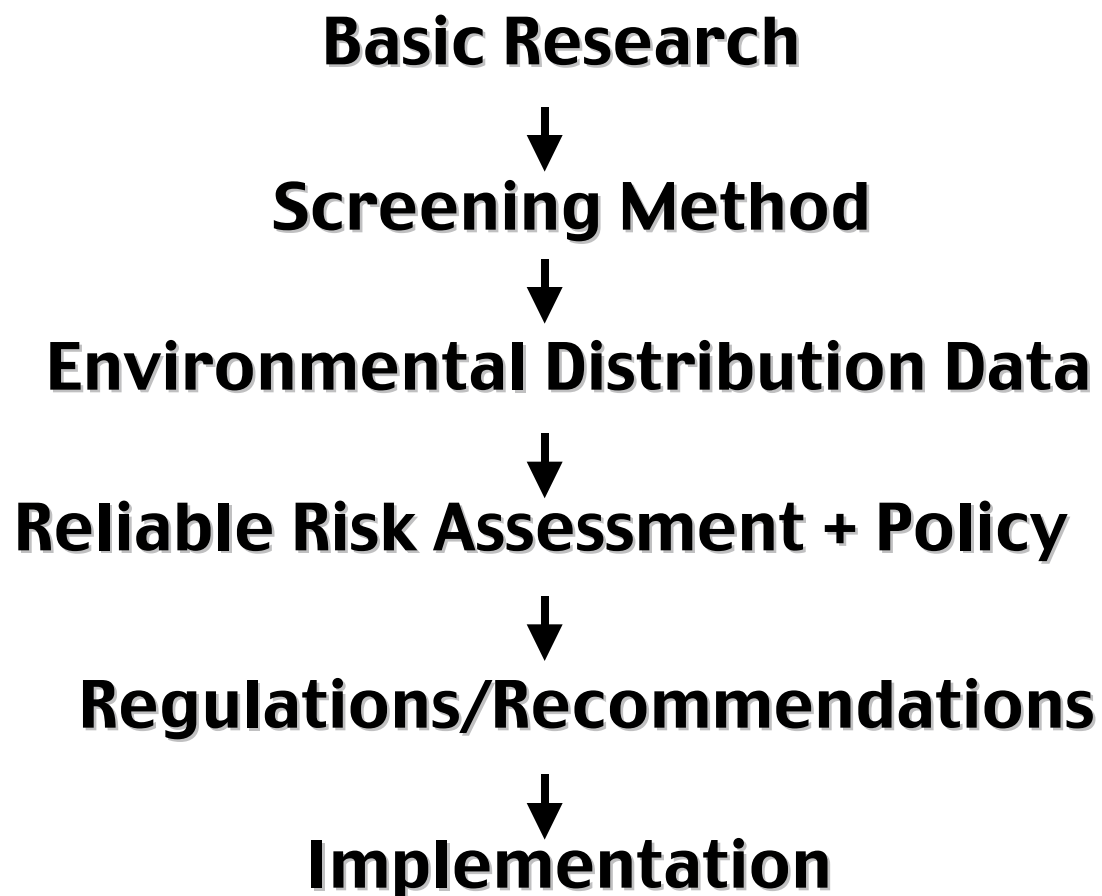 Basic Research
Screening Method
Environmental Distribution Data
Reliable Risk Assessment + Policy
Regulations/Recommendations
Implementation